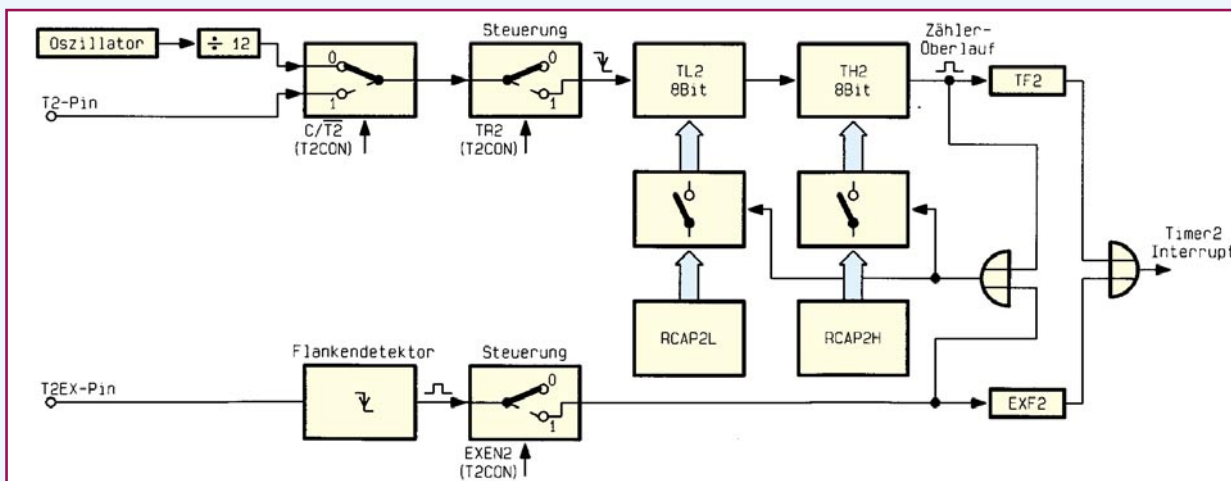 Oszillator
÷ 12
0
1
C/T2
(T2CON)
T2-Pin
Steuerung
0
1
TR2
(T2CON)
TL2
8Bit
TH2
8Bit
Zähler-
Überlauf
TF2
RCAP2L
RCAP2H
Timer2
Interrupt
T2EX-Pin
Flankendetektor
Steuerung
0
1
EXEN2
(T2CON)
EXF2